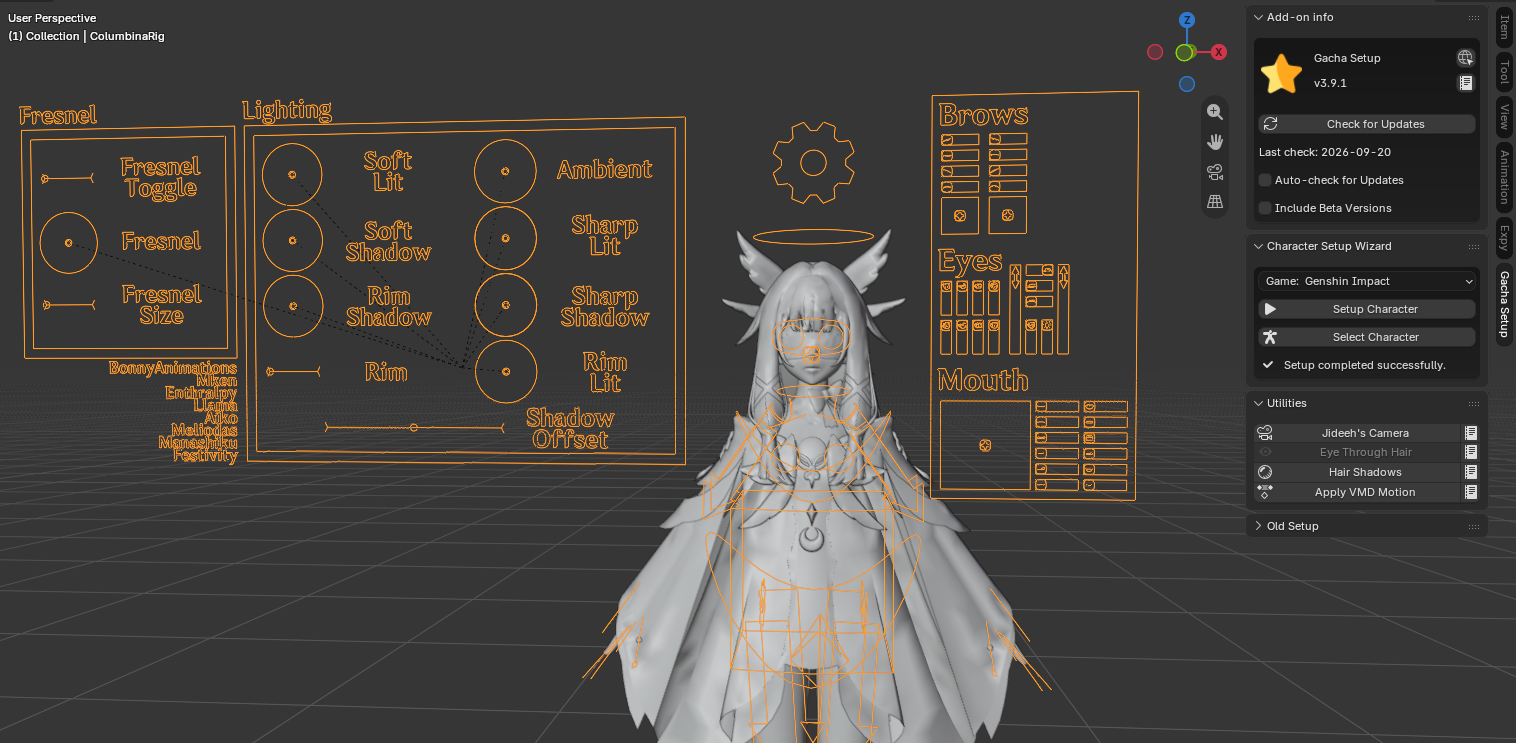 User Perspective
(1) Collection | ColumbinaRig
Fresnel
Fresnel
Toggle
Fresnel
Fresnel
Size
BonnyAnimations
Mken
Enthralpy
Llama
Aiko
Meliodas
Manashiku
Festivity
Lighting
Soft
Lit
Ambient
Soft
Shadow
Sharp
Lit
Rim
Shadow
Sharp
Shadow
Rim
Rim
Lit
Shadow
Offset
Brows
Eyes
Mouth
Z
X
Add-on info
Gacha Setup
v3.9.1
Check for Updates
Last check: 2026-09-20
Auto-check for Updates
Include Beta Versions
Character Setup Wizard
Game: Genshin Impact
Setup Character
Select Character
Setup completed successfully.
Utilities
Jideeh's Camera
Eye Through Hair
Hair Shadows
Apply VMD Motion
Old Setup
Item
Tool
View
Animation
Expy
Gacha Setup